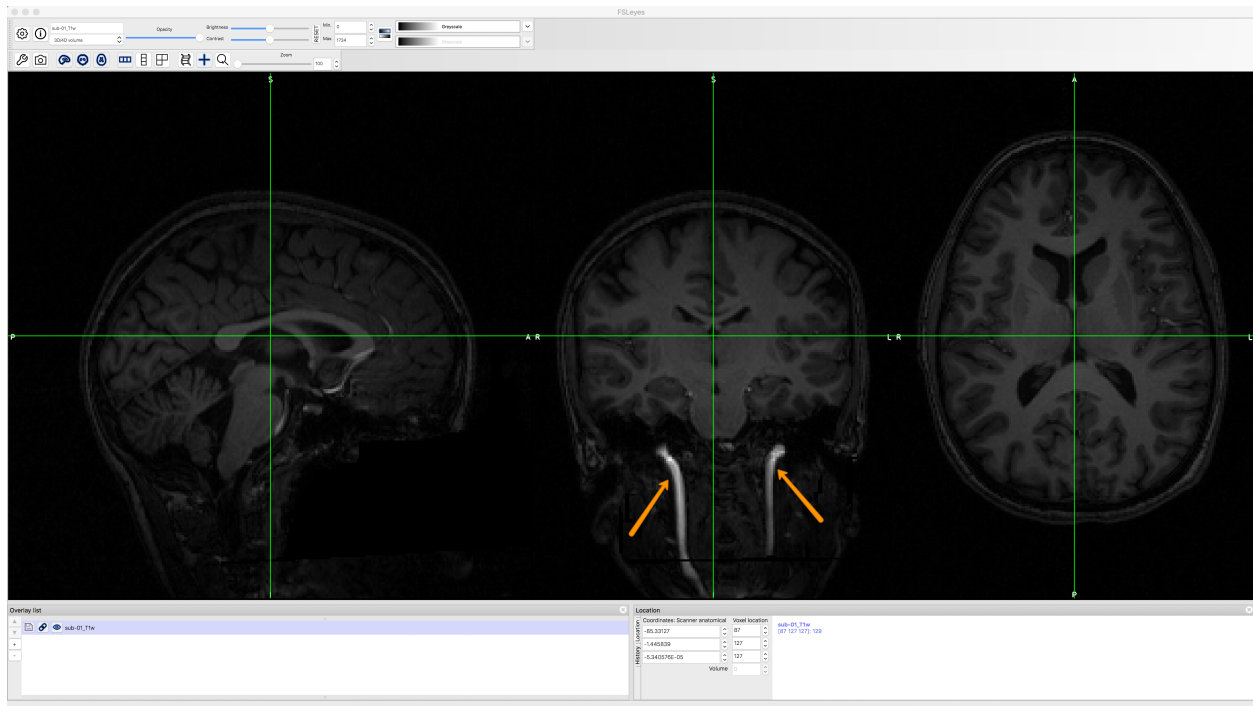 FSLeyes
sub-01_T1w
3D/4D volume
Opacity
Brightness
Contrast
RESET
Min. 0
Max. 1734
Greyscale
Greyscale
Zoom
100
S
S
A
P
A R
L R
L
P
Overlay list
sub-01_T1w
Location
Location
History
Coordinates: Scanner anatomical
Voxel location
-85.33127
87
-1.445839
127
-5.340576E-05
127
Volume
0
sub-01_T1w
[87 127 127]: 129